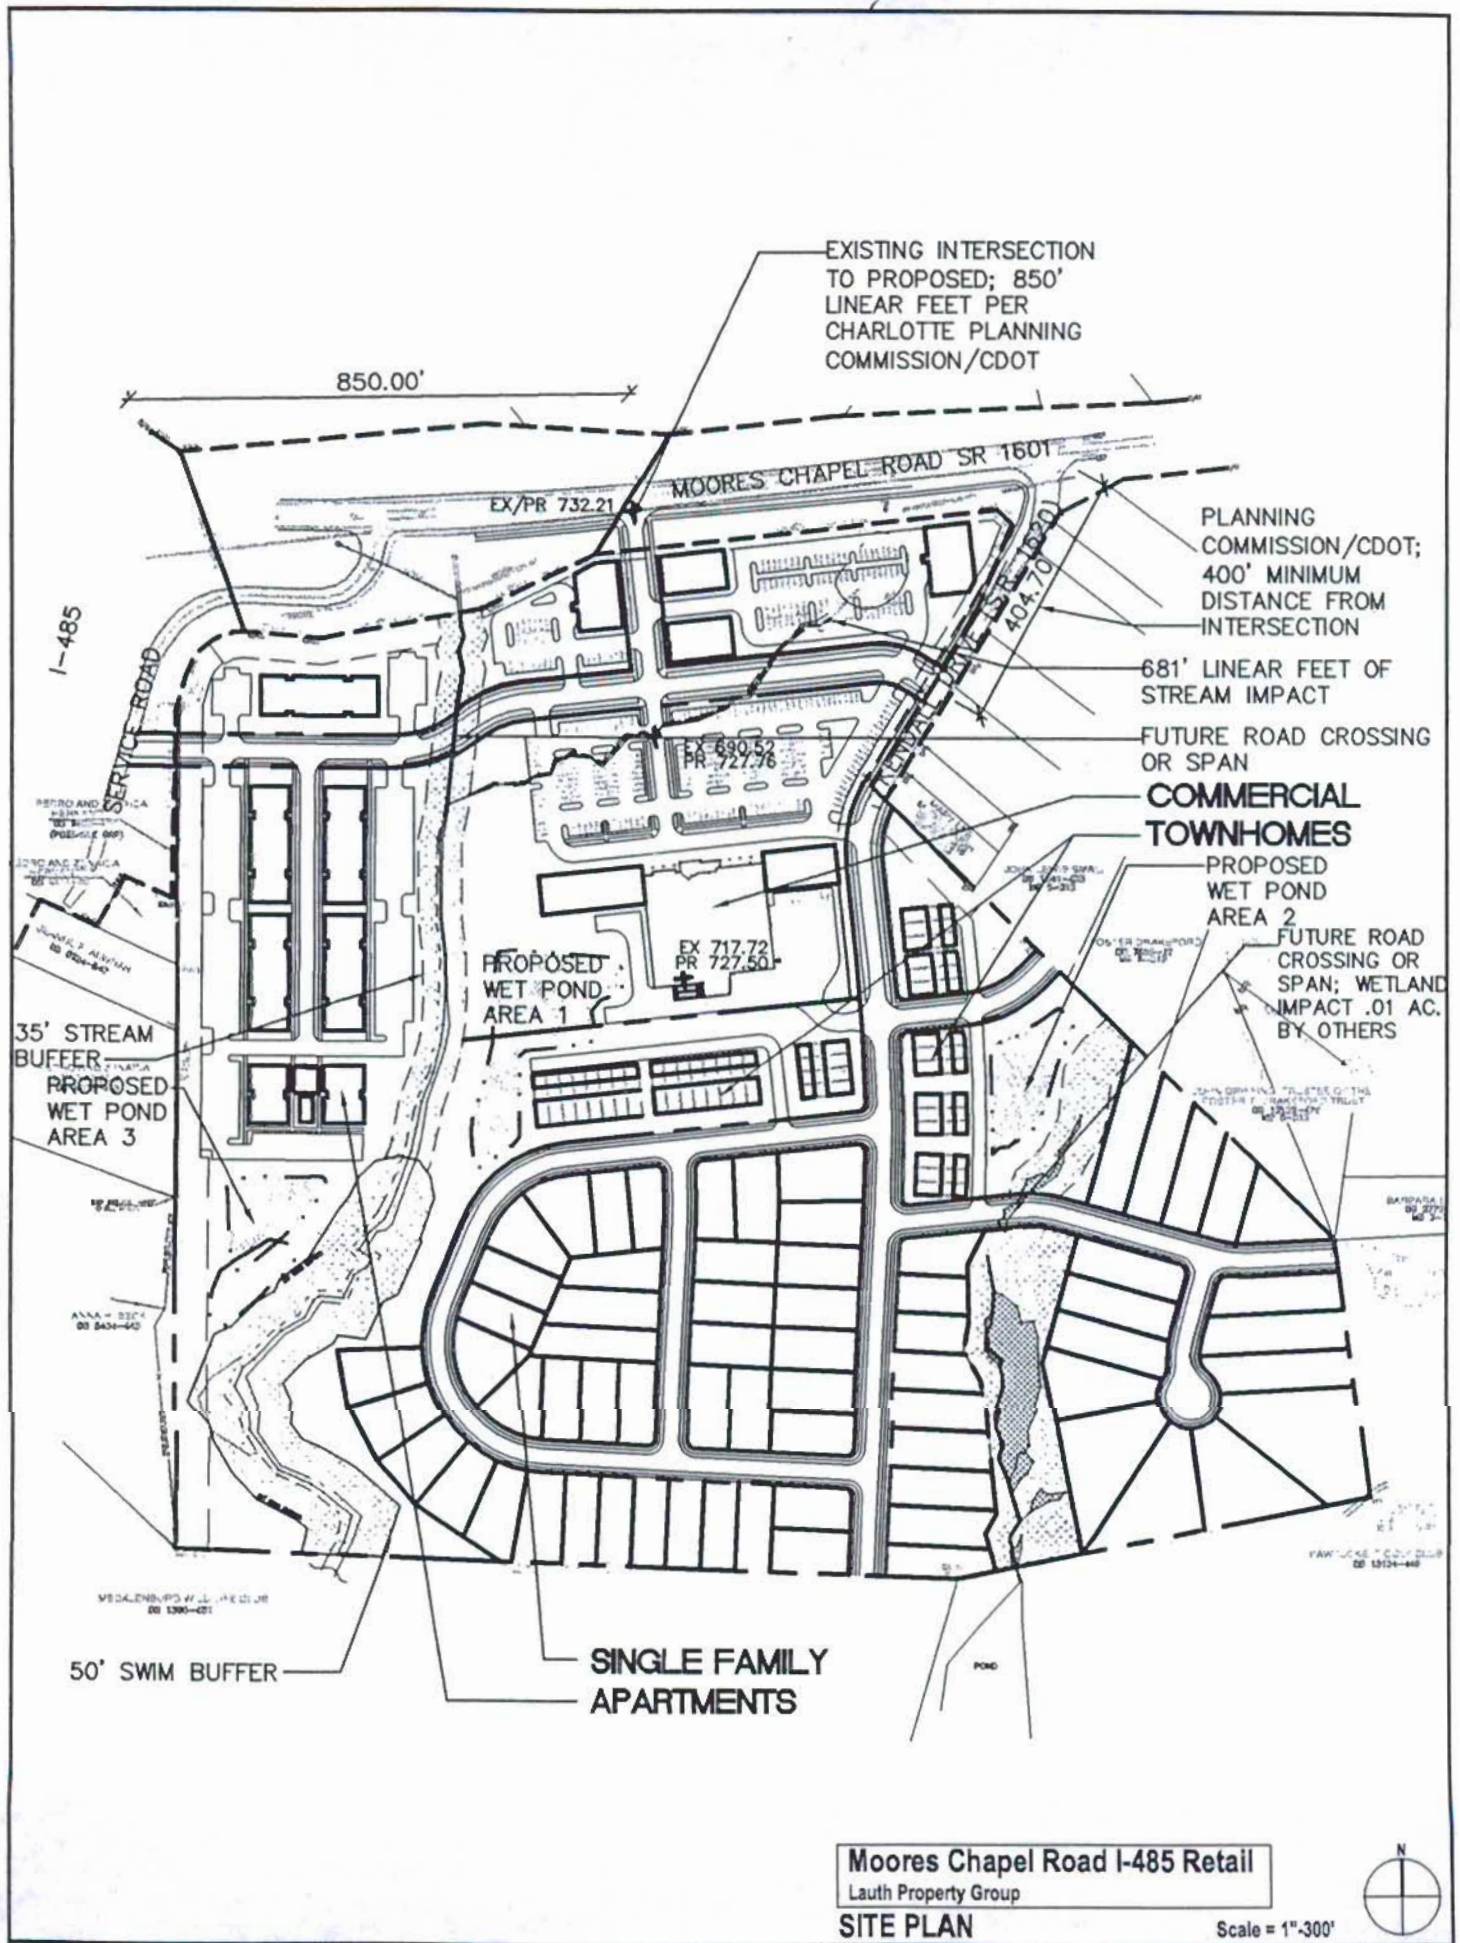 EXISTING INTERSECTION
TO PROPOSED; 850'
LINEAR FEET PER
CHARLOTTE PLANNING
COMMISSION/CDOT
850.00'
MOORES CHAPEL ROAD SR 1601
EX/PR 732.21
PLANNING
COMMISSION/CDOT;
400' MINIMUM
DISTANCE FROM
INTERSECTION
404.70
I-485
SERVICE ROAD
681' LINEAR FEET OF
STREAM IMPACT
FUTURE ROAD CROSSING
OR SPAN
EX 690.52
PR 727.76
COMMERCIAL
TOWNHOMES
PROPOSED
WET POND
AREA 2
FUTURE ROAD
CROSSING OR
SPAN; WETLAND
IMPACT .01 AC.
BY OTHERS
EX 717.72
PR 727.50
PROPOSED
WET POND
AREA 1
35' STREAM
BUFFER
PROPOSED
WET POND
AREA 3
50' SWIM BUFFER
SINGLE FAMILY
APARTMENTS
POND
Moores Chapel Road I-485 Retail
Lauth Property Group
SITE PLAN
Scale = 1"-300'
N